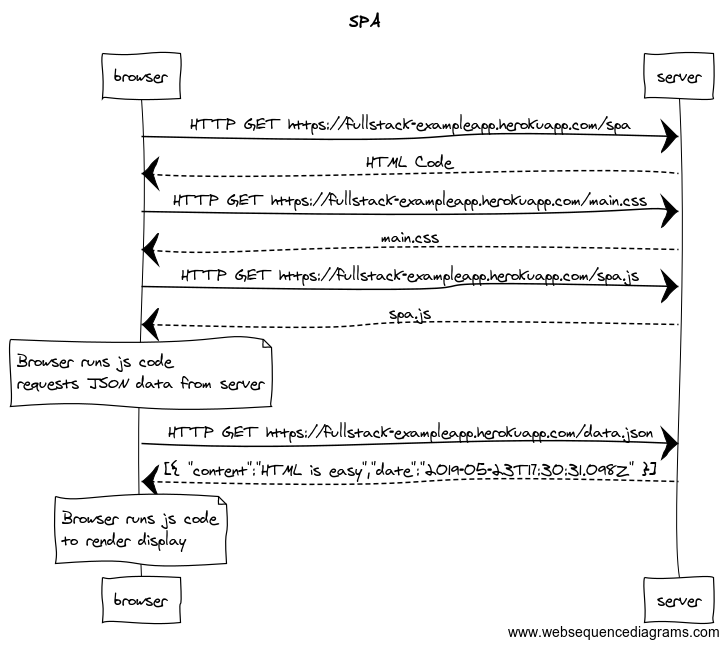 SPA
browser
server
HTTP GET https://fullstack-exampleapp.herokuapp.com/spa
HTML Code
HTTP GET https://fullstack-exampleapp.herokuapp.com/main.css
main.css
HTTP GET https://fullstack-exampleapp.herokuapp.com/spa.js
spa.js
Browser runs js code
requests JSON data from server
HTTP GET https://fullstack-exampleapp.herokuapp.com/data.json
[{ "content":"HTML is easy","date":"2019-05-23T17:30:31.098Z" }]
Browser runs js code
to render display
browser
server
www.websequencediagrams.com